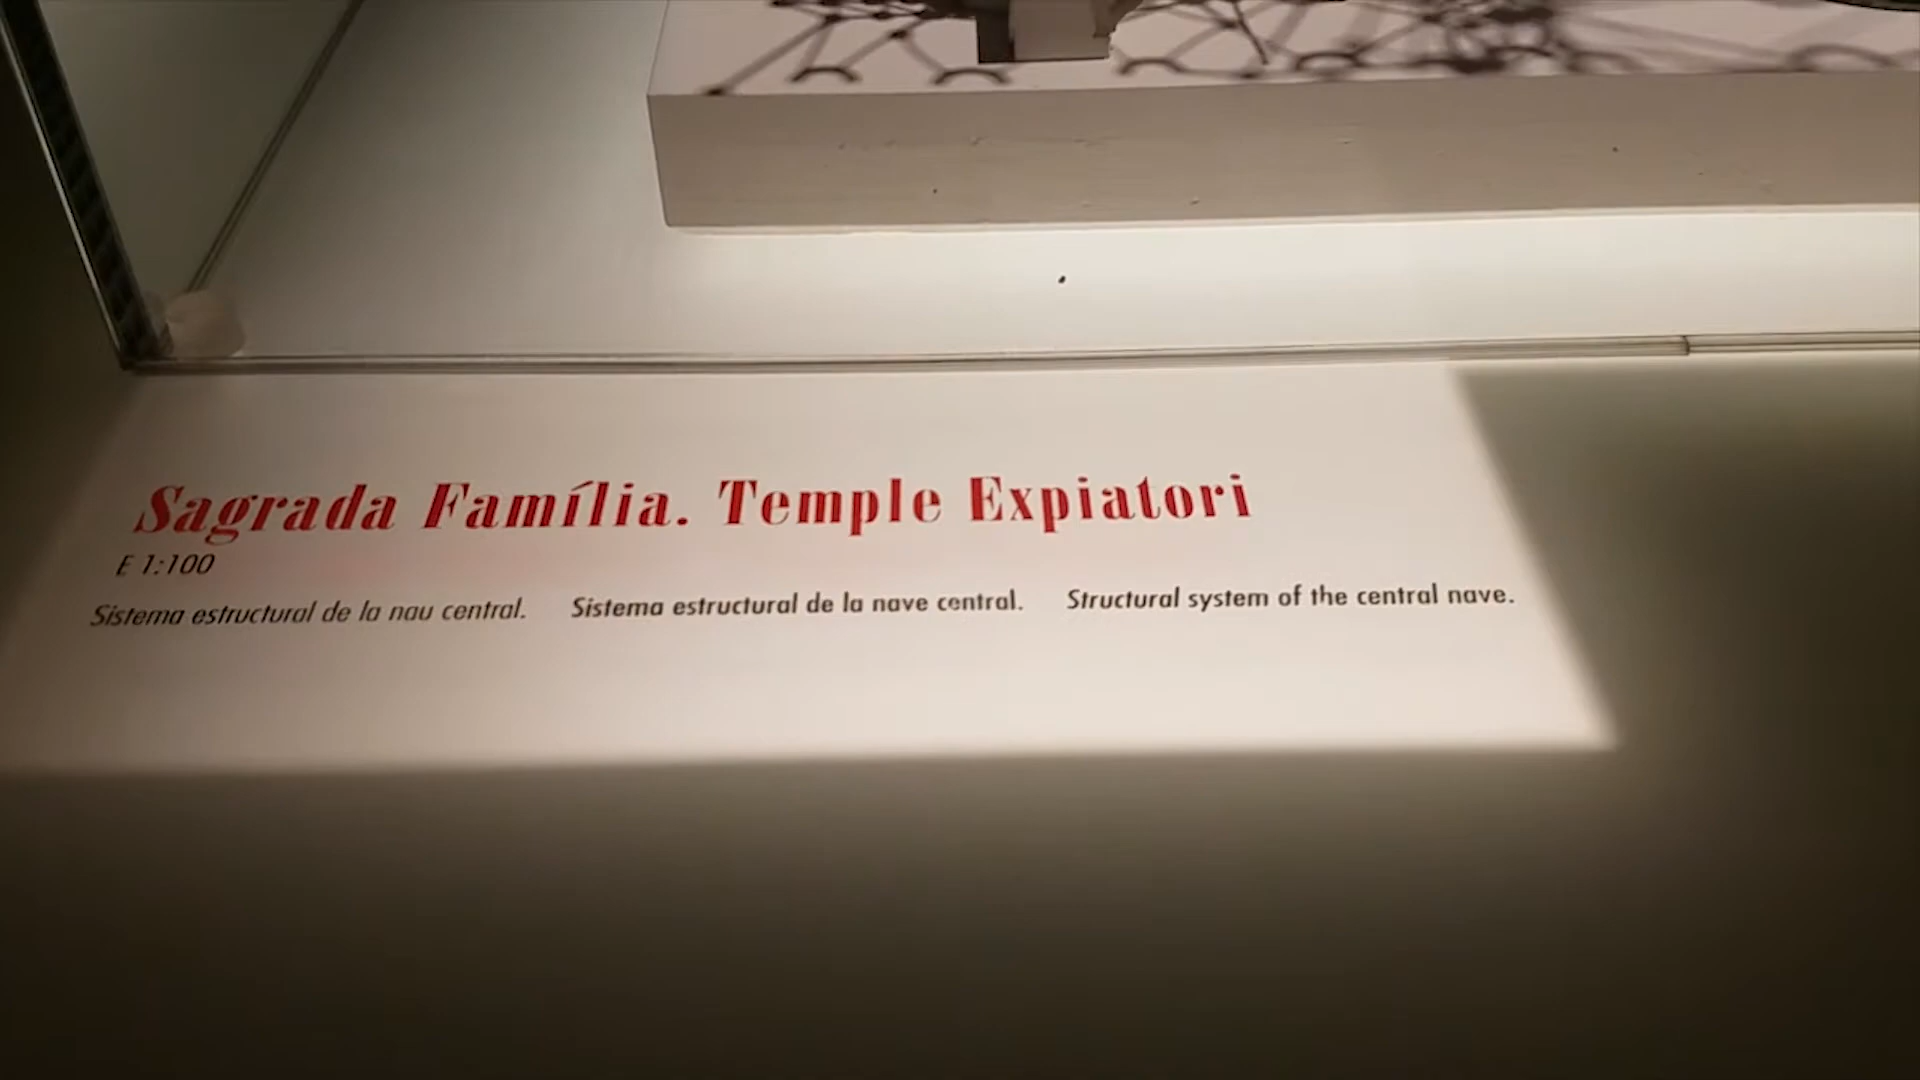 Sagrada Família. Temple Expiatori
E 1:100
Sistema estructural de la nau central. Sistema estructural de la nave central. Structural system of the central nave.